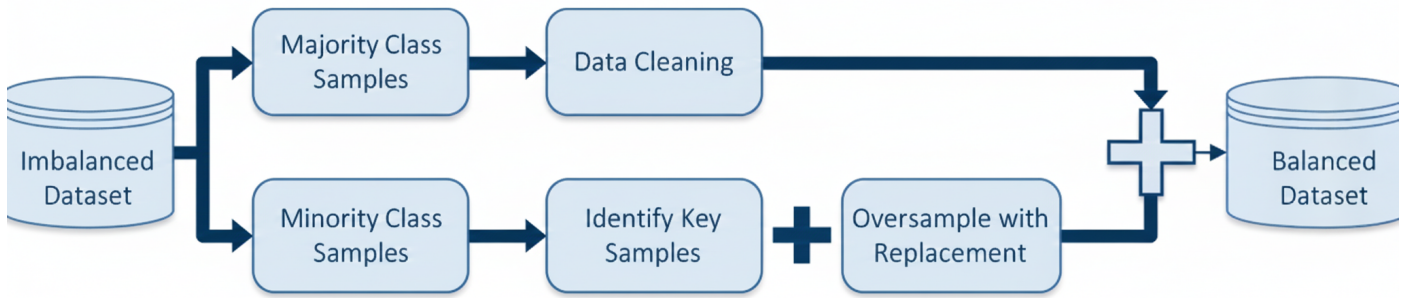 Imbalanced
Dataset
Majority Class
Samples
Data Cleaning
Minority Class
Samples
Identify Key
Samples
Oversample with
Replacement
Balanced
Dataset